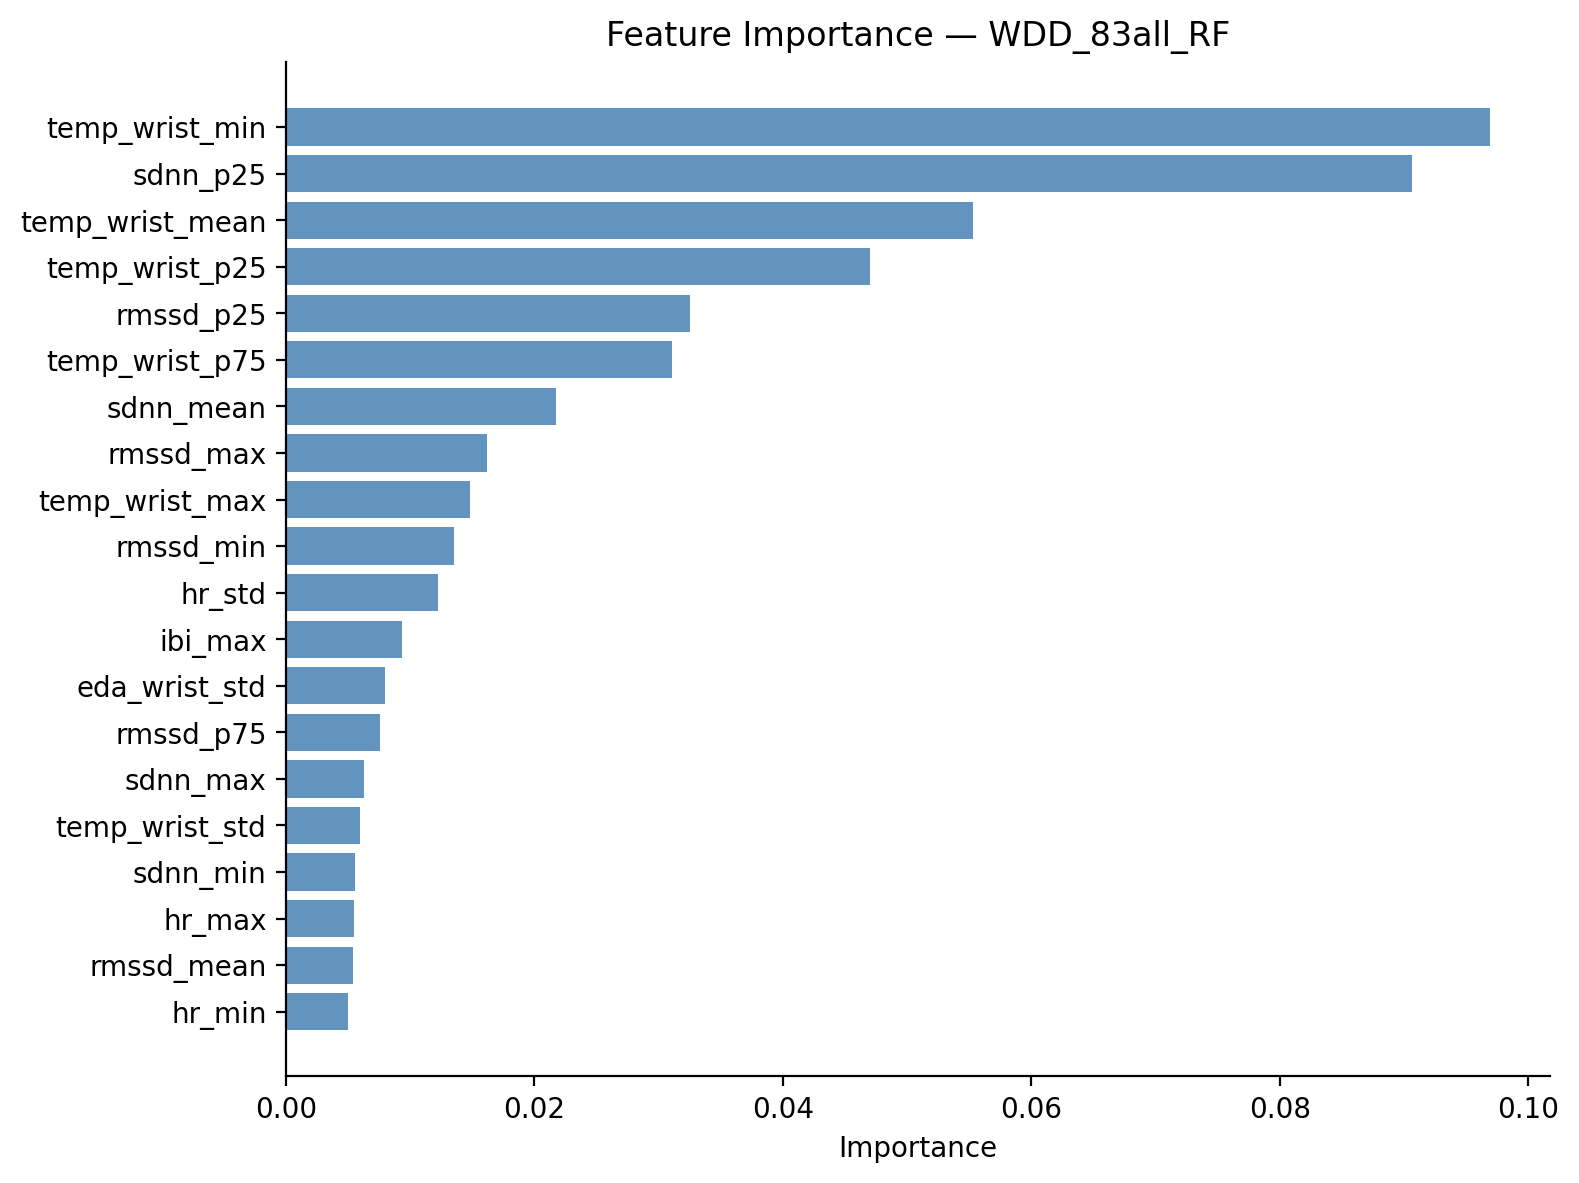 Feature Importance — WDD_83all_RF
temp_wrist_min
sdnn_p25
temp_wrist_mean
temp_wrist_p25
rmssd_p25
temp_wrist_p75
sdnn_mean
rmssd_max
temp_wrist_max
rmssd_min
hr_std
ibi_max
eda_wrist_std
rmssd_p75
sdnn_max
temp_wrist_std
sdnn_min
hr_max
rmssd_mean
hr_min
0.00 0.02 0.04 0.06 0.08 0.10
Importance